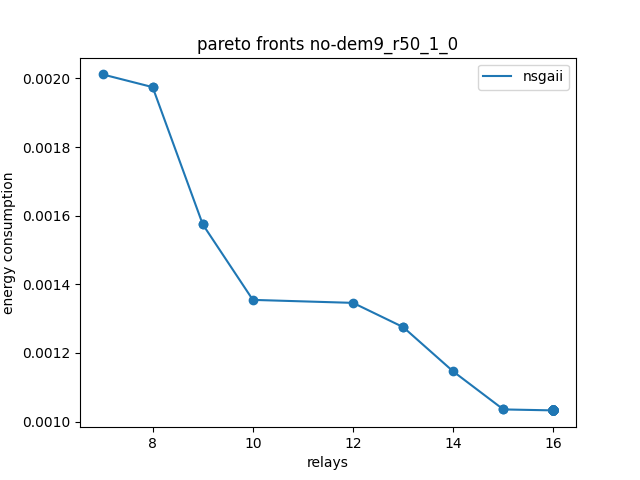 pareto fronts no-dem9_r50_1_0
nsgaii
0.0020
0.0018
0.0016
0.0014
0.0012
0.0010
energy consumption
8 10 12 14 16
relays